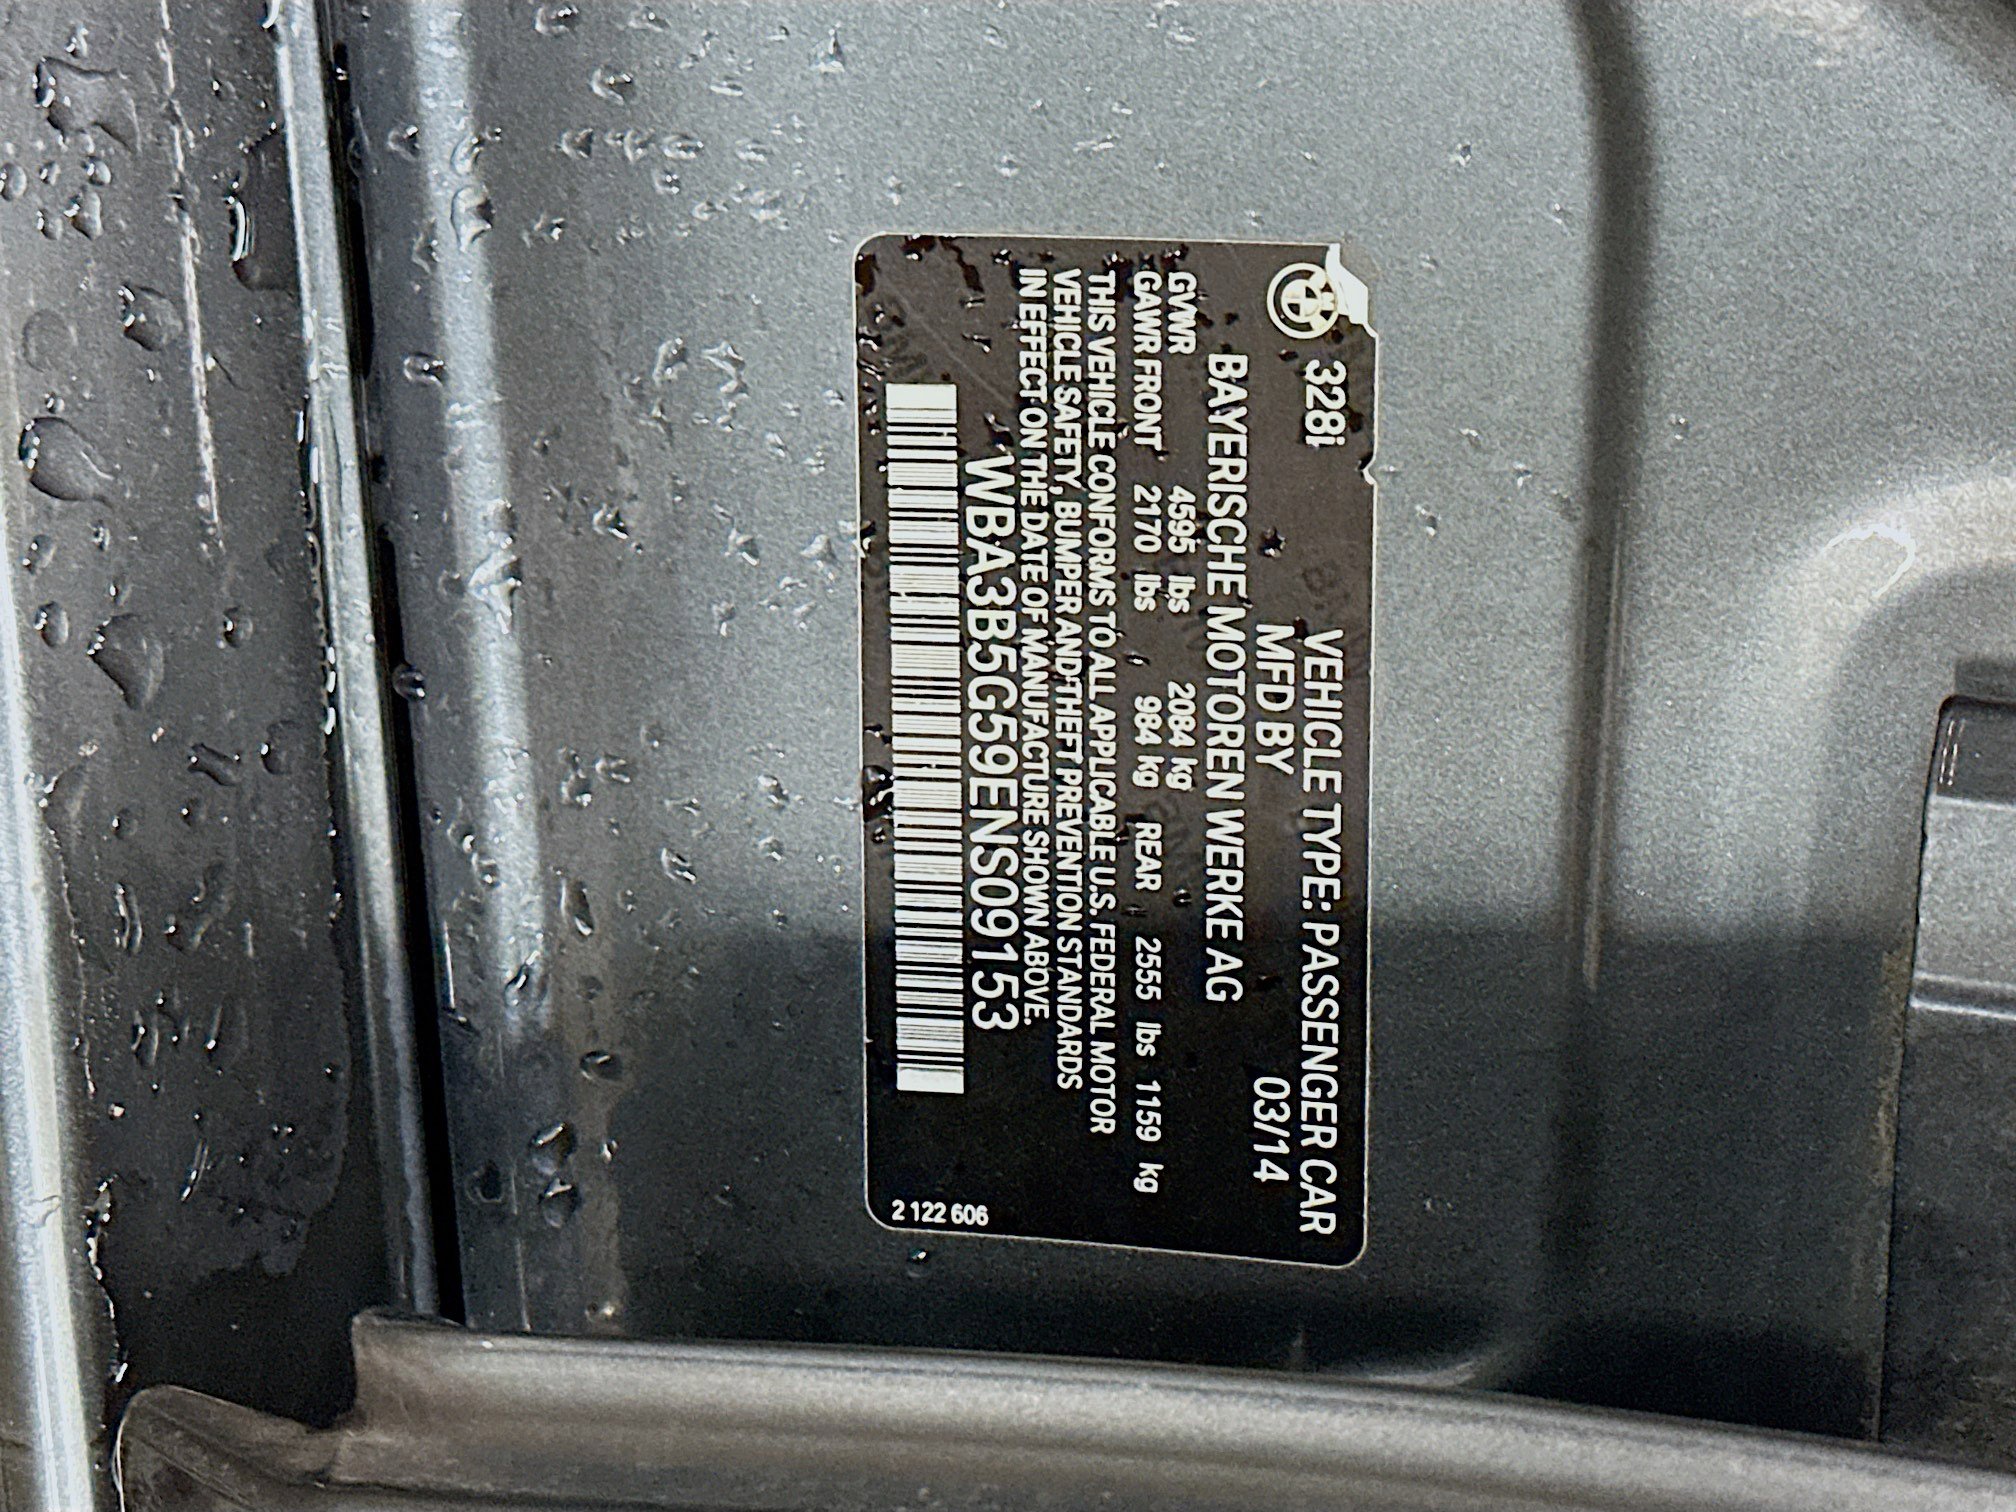 328i VEHICLE TYPE: PASSENGER CAR
MFD BY 03/14
BAYERISCHE MOTOREN WERKE AG
GVWR 4595 lbs 2084 kg
GAWR FRONT 2170 lbs 984 kg REAR 2555 lbs 1159 kg
THIS VEHICLE CONFORMS TO ALL APPLICABLE U.S. FEDERAL MOTOR
VEHICLE SAFETY, BUMPER AND THEFT PREVENTION STANDARDS
IN EFFECT ON THE DATE OF MANUFACTURE SHOWN ABOVE.
WBA3B5G59ENS09153
2 122 606